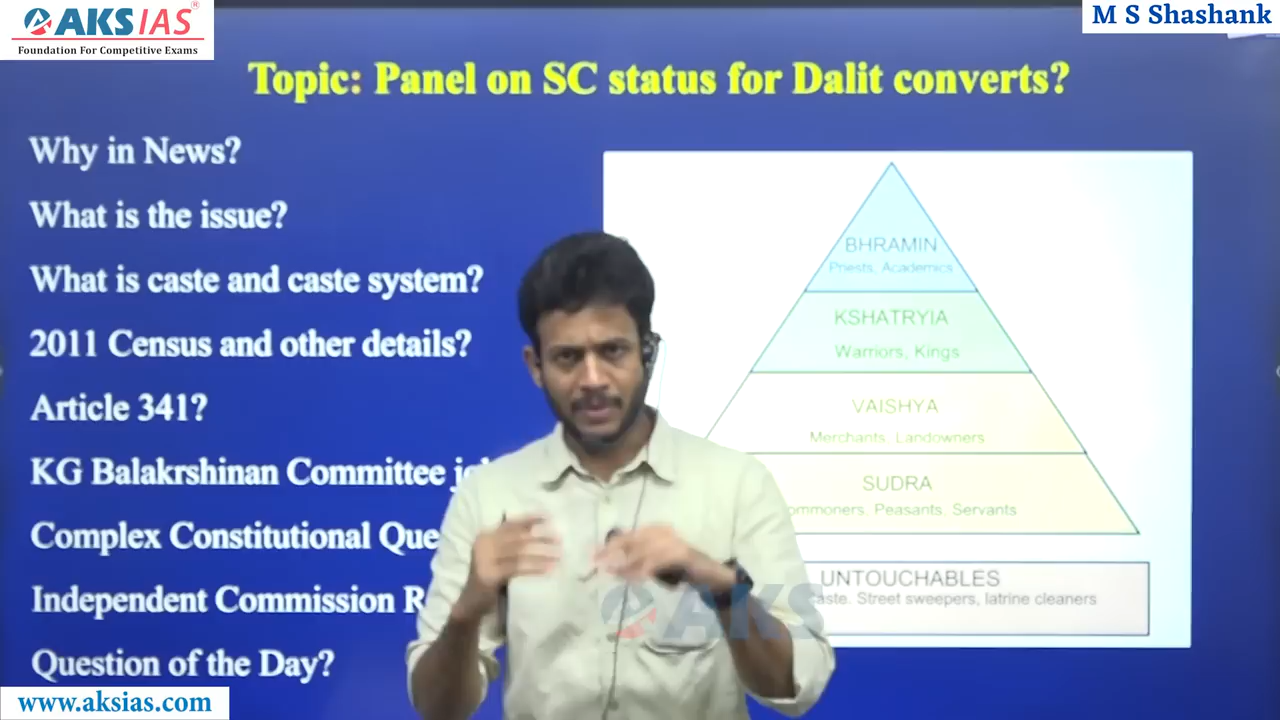 AKS IAS®
Foundation For Competitive Exams
M S Shashank
Topic: Panel on SC status for Dalit converts?
Why in News?
What is the issue?
What is caste and caste system?
2011 Census and other details?
Article 341?
KG Balakrshinan Committee
Complex Constitutional
Independent Commission
Question of the Day?
BHRAMIN
Priests, Academics
KSHATRYIA
Warriors, Kings
VAISHYA
Merchants, Landowners
SUDRA
Peasants, Servants
UNTOUCHABLES
Street sweepers, latrine cleaners
AKS
www.aksias.com